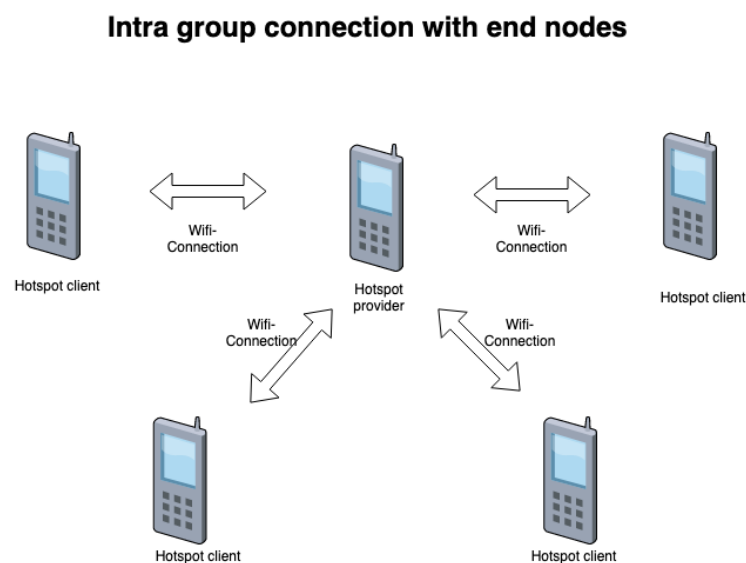 Intra group connection with end nodes
Wifi-
Connection
Wifi-
Connection
Hotspot client
Hotspot
provider
Hotspot client
Wifi-
Connection
Wifi-
Connection
Hotspot client
Hotspot client